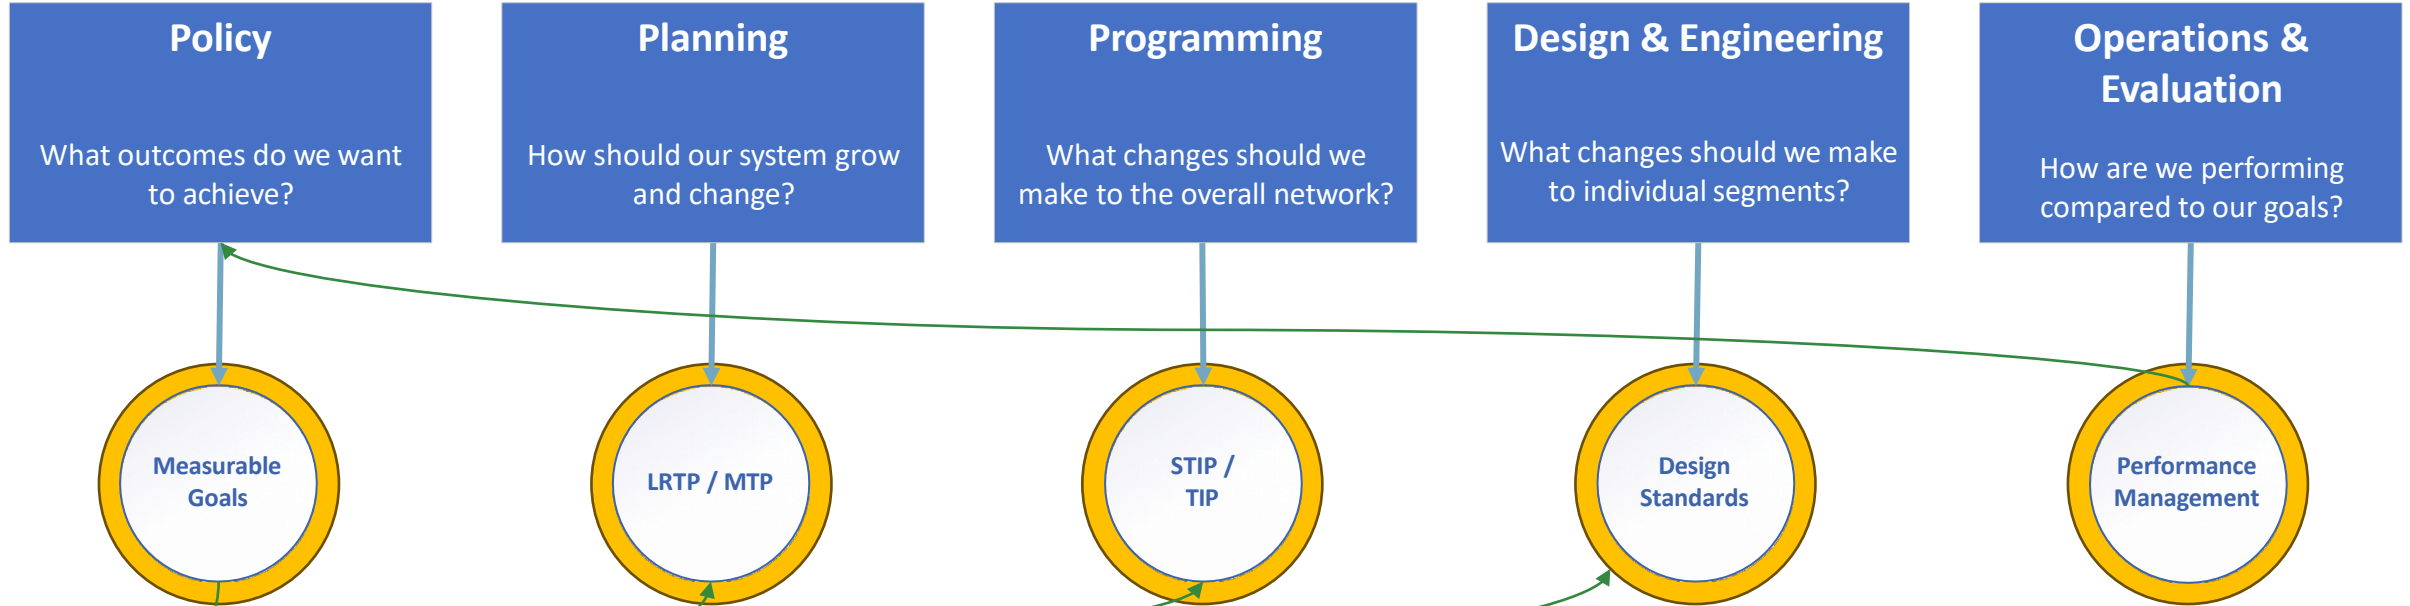 Policy
What outcomes do we want
to achieve?
Planning
How should our system grow
and change?
Programming
What changes should we
make to the overall network?
Design & Engineering
What changes should we make
to individual segments?
Operations &
Evaluation
How are we performing
compared to our goals?
Measurable
Goals
LRTP / MTP
STIP /
TIP
Design
Standards
Performance
Management